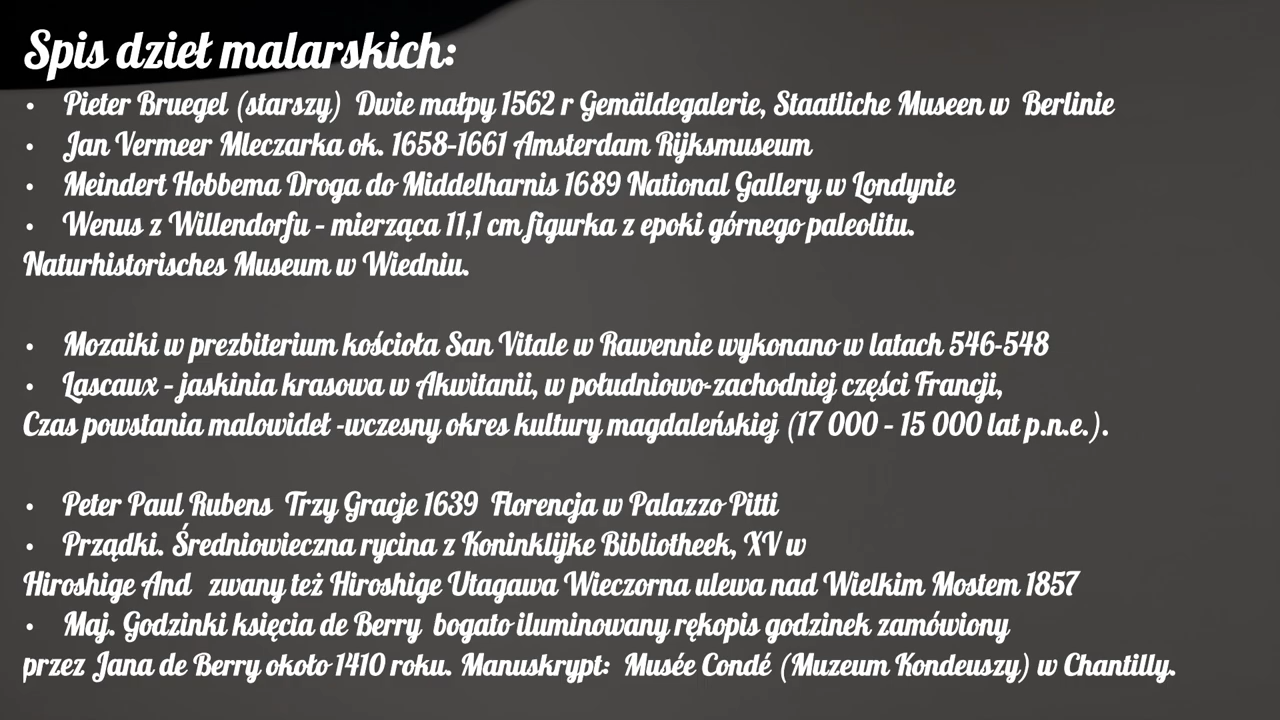 Spis dzieł malarskich:
• Pieter Bruegel (starszy) Dwie małpy 1562 r Gemäldegalerie, Staatliche Museen w Berlinie
• Jan Vermeer Mleczarka ok. 1658-1661 Amsterdam Rijksmuseum
• Meindert Hobbema Droga do Middelharnis 1689 National Gallery w Londynie
• Wenus z Willendorfu – mierząca 11,1 cm figurka z epoki górnego paleolitu.
Naturhistorisches Museum w Wiedniu.
• Mozaiki w prezbiterium kościoła San Vitale w Rawennie wykonano w latach 546-548
• Lascaux – jaskinia krasowa w Akwitanii, w południowo-zachodniej części Francji,
Czas powstania malowideł -wczesny okres kultury magdaleńskiej (17 000 – 15 000 lat p.n.e.).
• Peter Paul Rubens Trzy Gracje 1639 Florencja w Palazzo Pitti
• Prządki. Średniowieczna rycina z Koninklijke Bibliotheek, XV w
Hiroshige And zwany też Hiroshige Utagawa Wieczorna ulewa nad Wielkim Mostem 1857
• Maj. Godzinki księcia de Berry bogato iluminowany rękopis godzinek zamówiony
przez Jana de Berry około 1410 roku. Manuskrypt: Musée Condé (Muzeum Kondeuszy) w Chantilly.